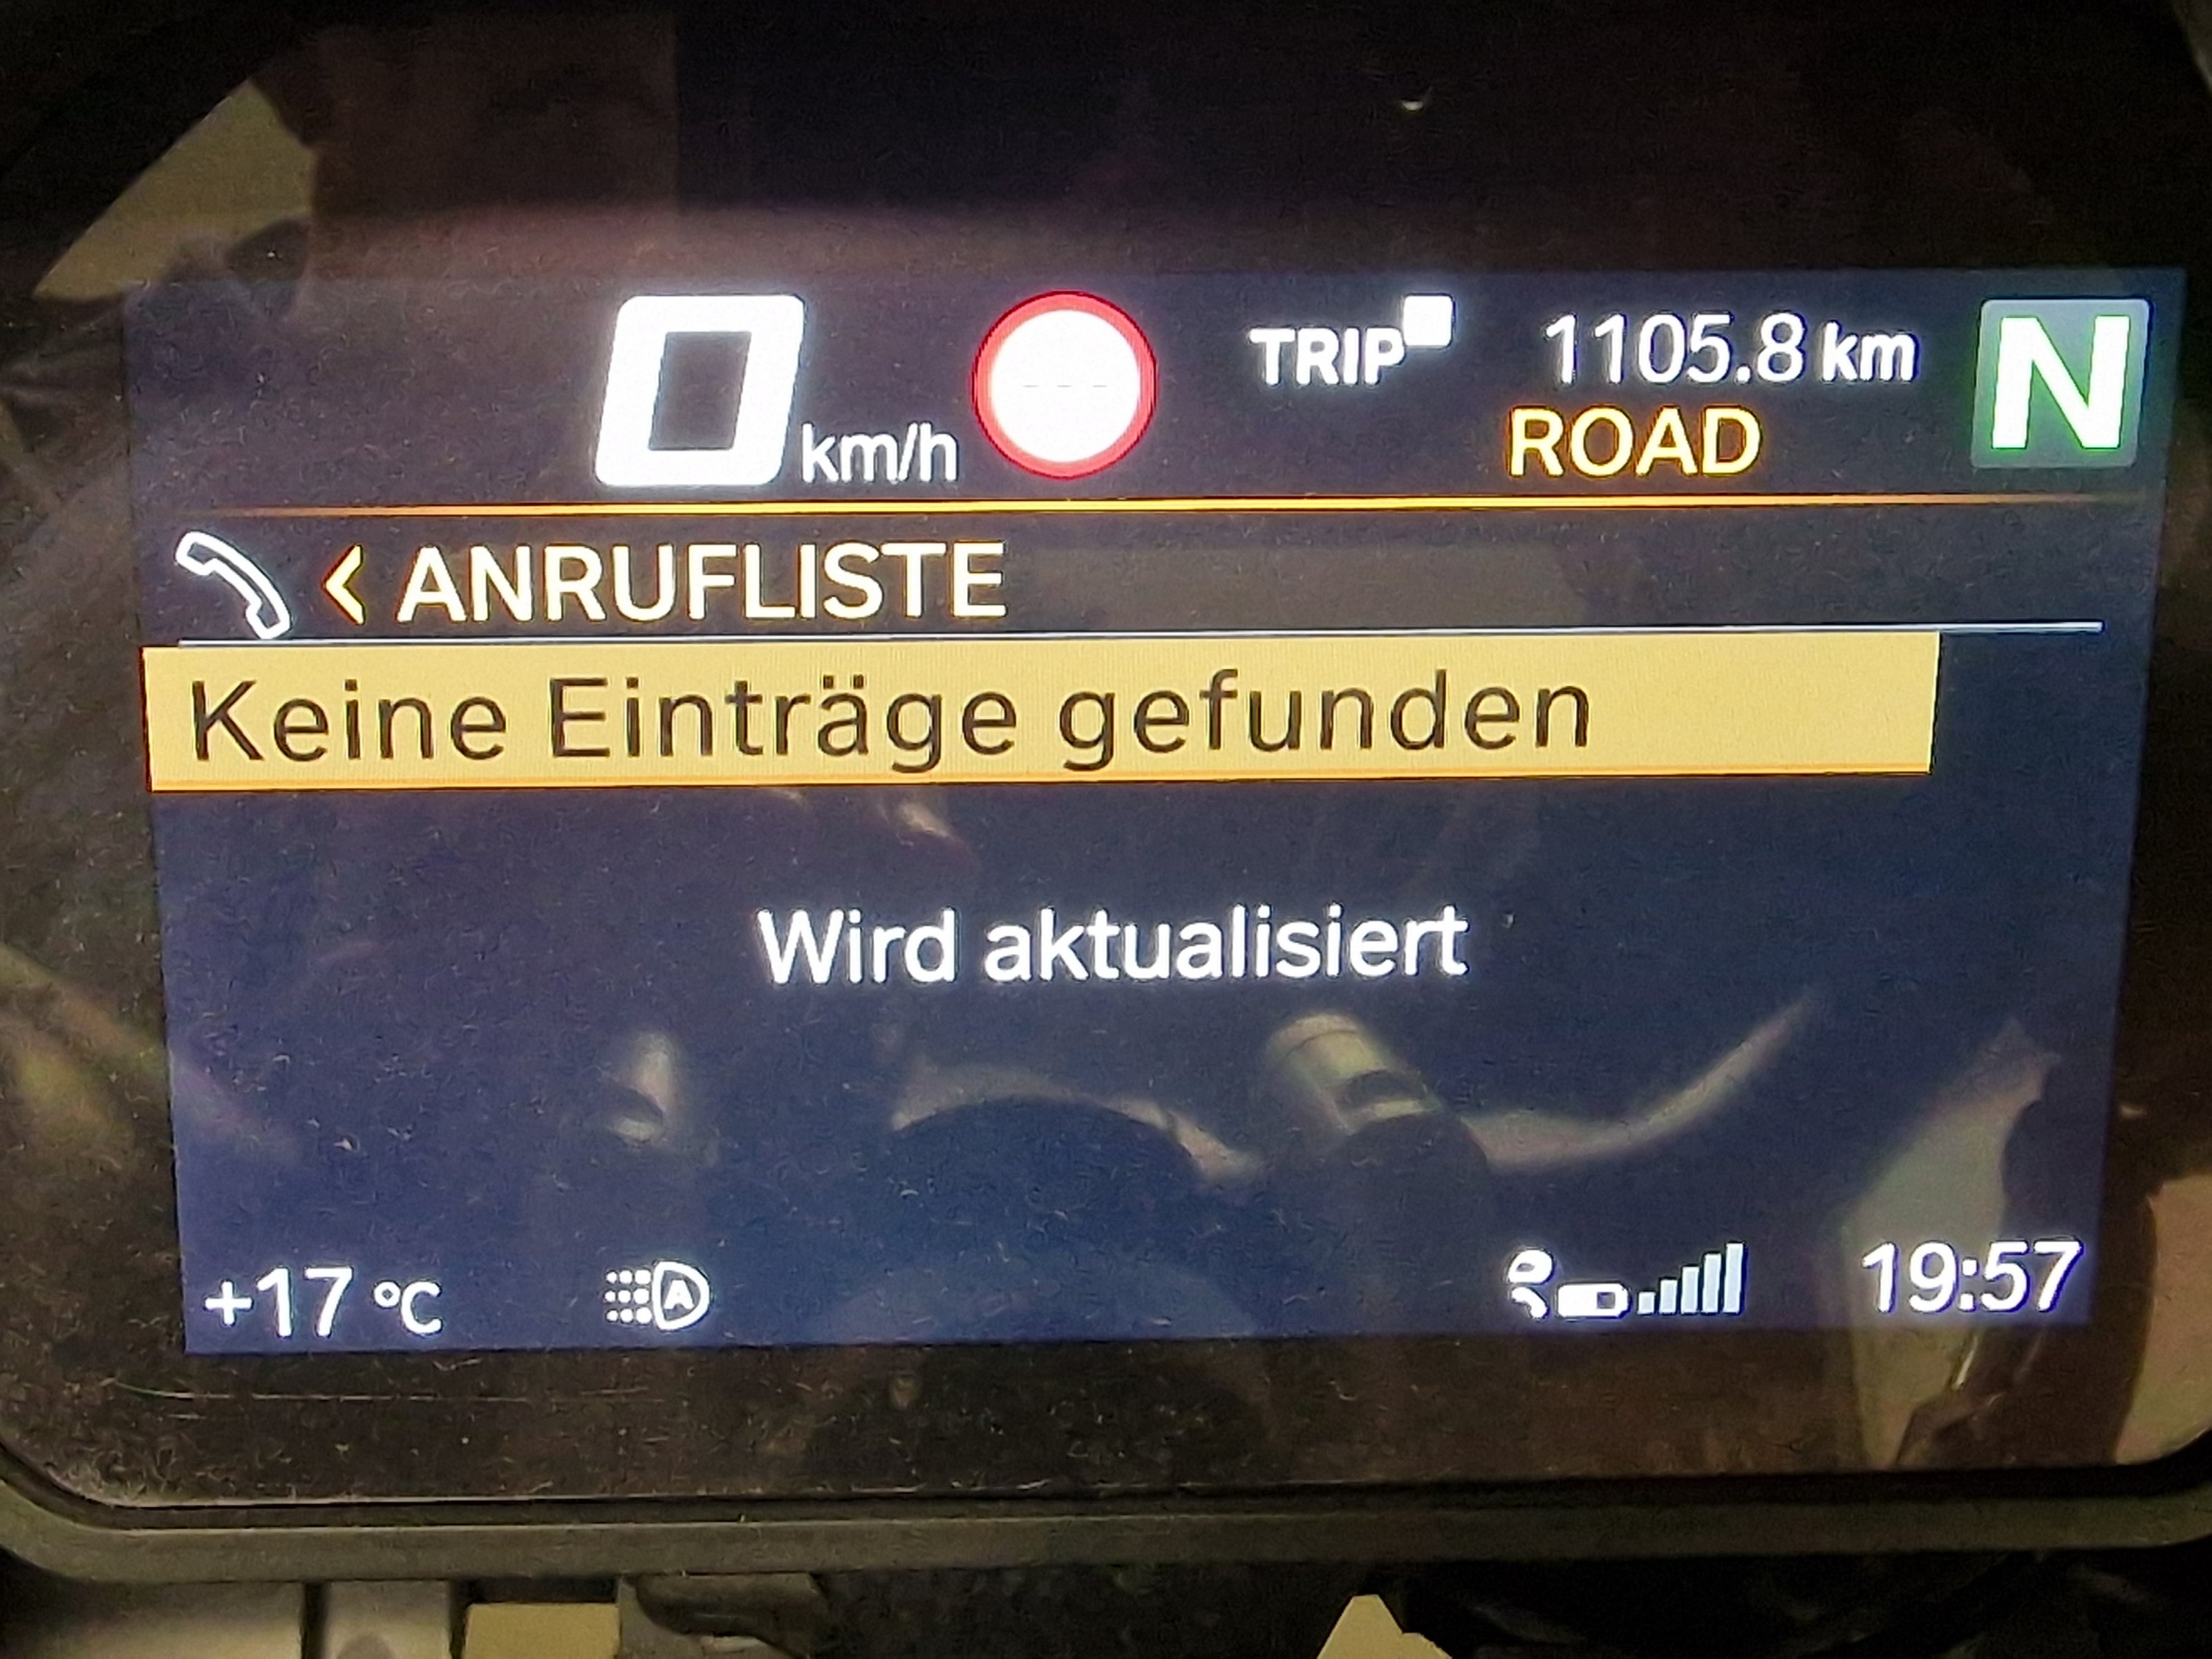 0 km/h TRIP 1105.8 km N
ROAD
ANRUFLISTE
Keine Einträge gefunden
Wird aktualisiert
+17 °C A 19:57